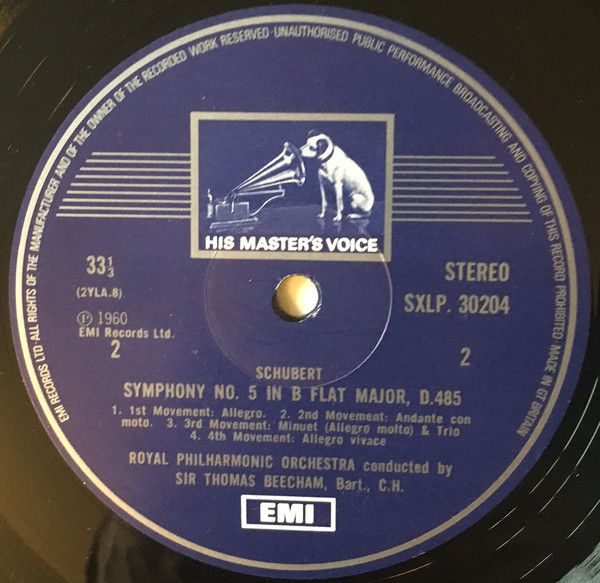 EMI RECORDS LTD ALL RIGHTS OF THE MANUFACTURER AND OF THE OWNER OF THE RECORDED WORK RESERVED · UNAUTHORISED PUBLIC PERFORMANCE BROADCASTING AND COPYING OF THIS RECORD PROHIBITED · MADE IN GT BRITAIN
HIS MASTER'S VOICE
33⅓
STEREO
(2YLA.8)
SXLP. 30204
℗ 1960
EMI Records Ltd.
2
2
SCHUBERT
SYMPHONY NO. 5 IN B FLAT MAJOR, D.485
1. 1st Movement: Allegro. 2. 2nd Movement: Andante con
moto. 3. 3rd Movement: Minuet (Allegro molto) & Trio
4. 4th Movement: Allegro vivace
ROYAL PHILHARMONIC ORCHESTRA conducted by
SIR THOMAS BEECHAM, Bart., C.H.
EMI